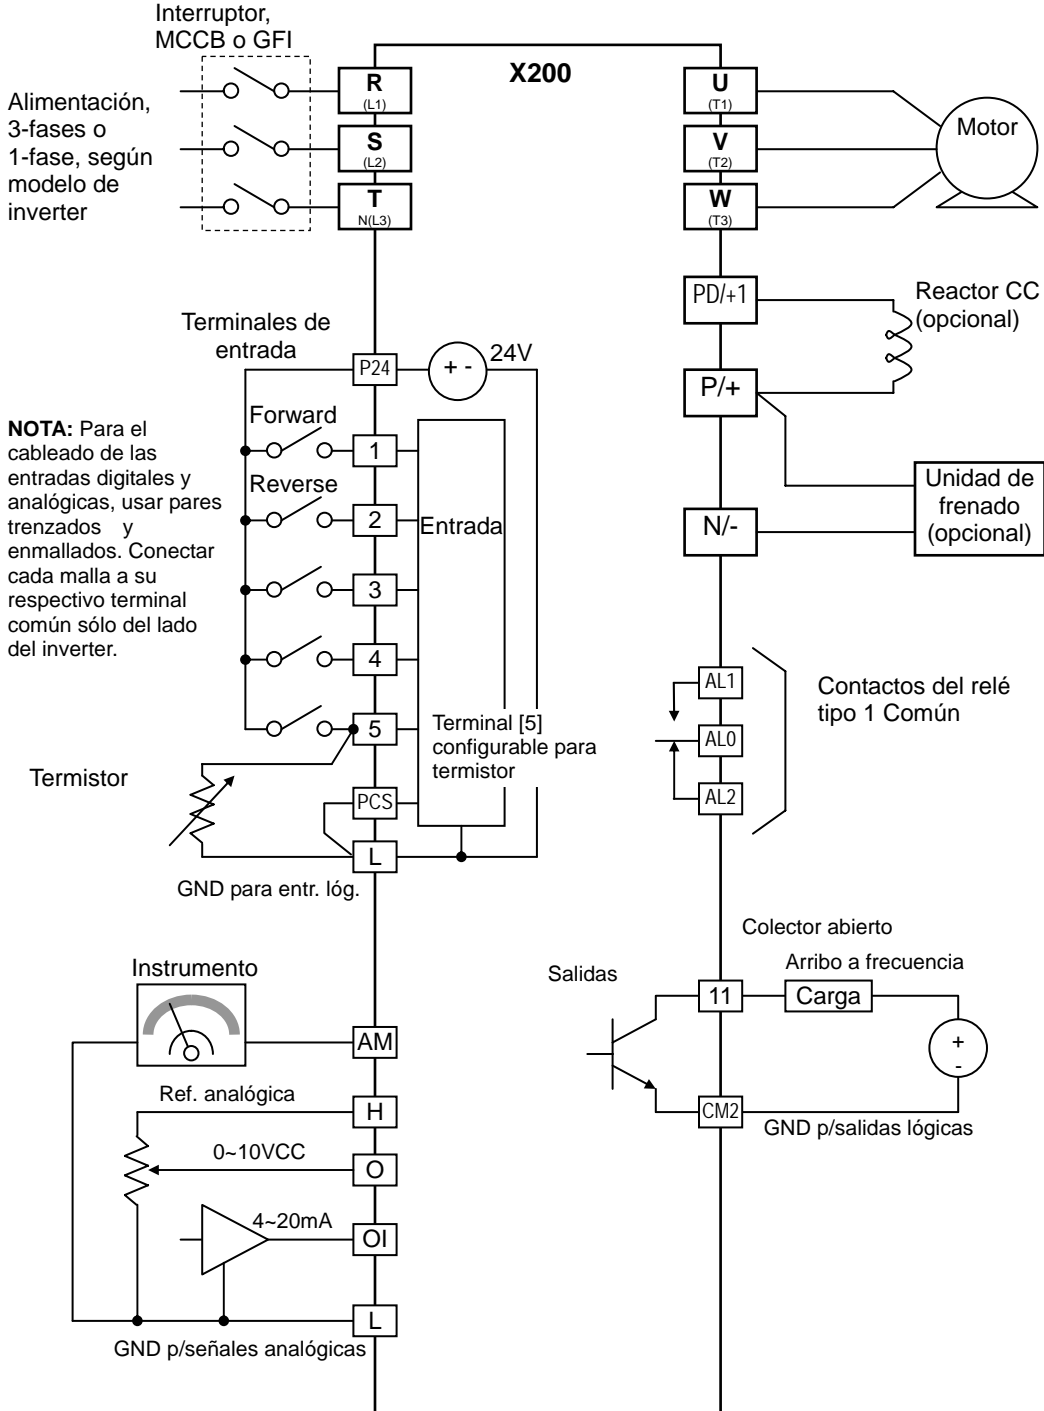 Interruptor,
MCCB o GFI
X200
Alimentación,
3-fases o
1-fase, según
modelo de
inverter
R
(L1)
S
(L2)
T
N(L3)
U
(T1)
V
(T2)
W
(T3)
Motor
PD/+1
Reactor CC
(opcional)
P/+
Unidad de
frenado
(opcional)
N/-
Terminales de
entrada
P24
+ -
24V
NOTA: Para el
cableado de las
entradas digitales y
analógicas, usar pares
trenzados y
enmallados. Conectar
cada malla a su
respectivo terminal
común sólo del lado
del inverter.
Forward
1
Reverse
2
Entrada
3
4
5
Terminal [5]
configurable para
termistor
Termistor
PCS
L
GND para entr. lóg.
AL1
AL0
AL2
Contactos del relé
tipo 1 Común
Colector abierto
Salidas
Arribo a frecuencia
11
Carga
+
-
CM2
GND p/salidas lógicas
Instrumento
AM
Ref. analógica
H
0~10VCC
O
4~20mA
OI
L
GND p/señales analógicas